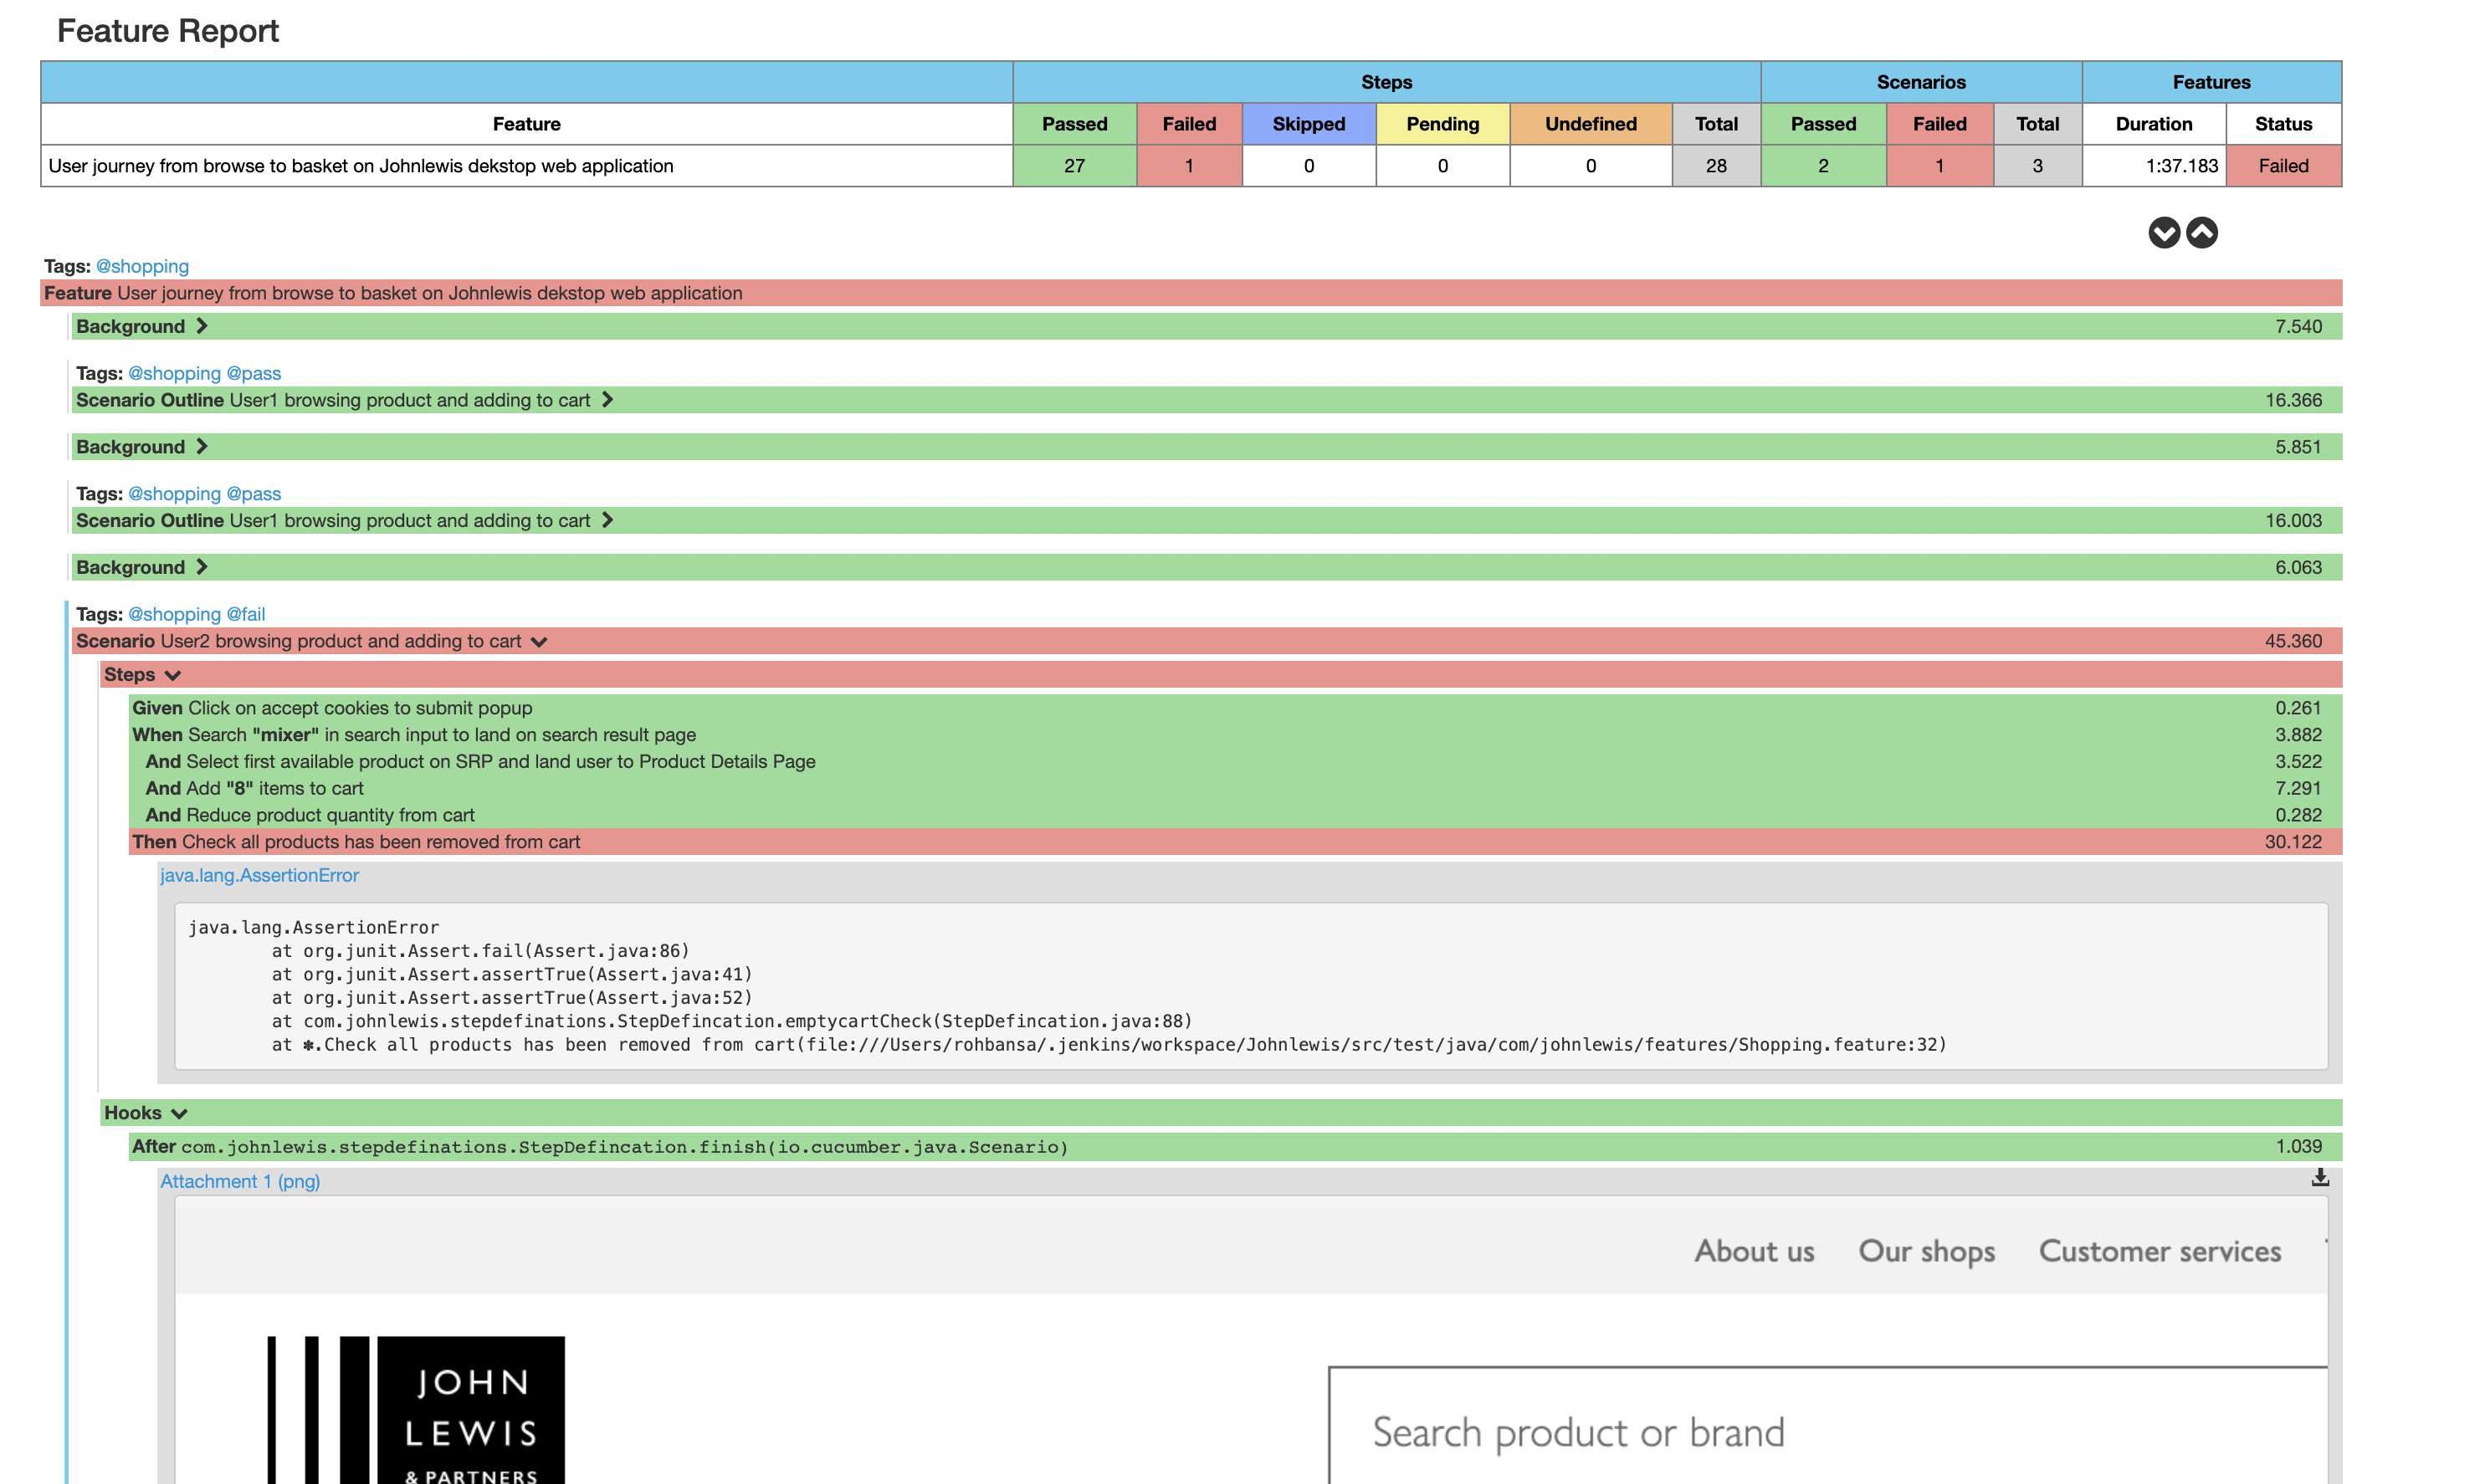 Feature Report
Steps Scenarios Features
Feature Passed Failed Skipped Pending Undefined Total Passed Failed Total Duration Status
User journey from browse to basket on Johnlewis dekstop web application 27 1 0 0 0 28 2 1 3 1:37.183 Failed
Tags: @shopping
Feature User journey from browse to basket on Johnlewis dekstop web application
Background 7.540
Tags: @shopping @pass
Scenario Outline User1 browsing product and adding to cart 16.366
Background 5.851
Tags: @shopping @pass
Scenario Outline User1 browsing product and adding to cart 16.003
Background 6.063
Tags: @shopping @fail
Scenario User2 browsing product and adding to cart 45.360
Steps
Given Click on accept cookies to submit popup 0.261
When Search "mixer" in search input to land on search result page 3.882
And Select first available product on SRP and land user to Product Details Page 3.522
And Add "8" items to cart 7.291
And Reduce product quantity from cart 0.282
Then Check all products has been removed from cart 30.122
java.lang.AssertionError
java.lang.AssertionError
at org.junit.Assert.fail(Assert.java:86)
at org.junit.Assert.assertTrue(Assert.java:41)
at org.junit.Assert.assertTrue(Assert.java:52)
at com.johnlewis.stepdefinations.StepDefincation.emptycartCheck(StepDefincation.java:88)
at ✽.Check all products has been removed from cart(file:///Users/rohbansa/.jenkins/workspace/Johnlewis/src/test/java/com/johnlewis/features/Shopping.feature:32)
Hooks
After com.johnlewis.stepdefinations.StepDefincation.finish(io.cucumber.java.Scenario) 1.039
Attachment 1 (png)
About us Our shops Customer services
JOHN
LEWIS
& PARTNERS
Search product or brand